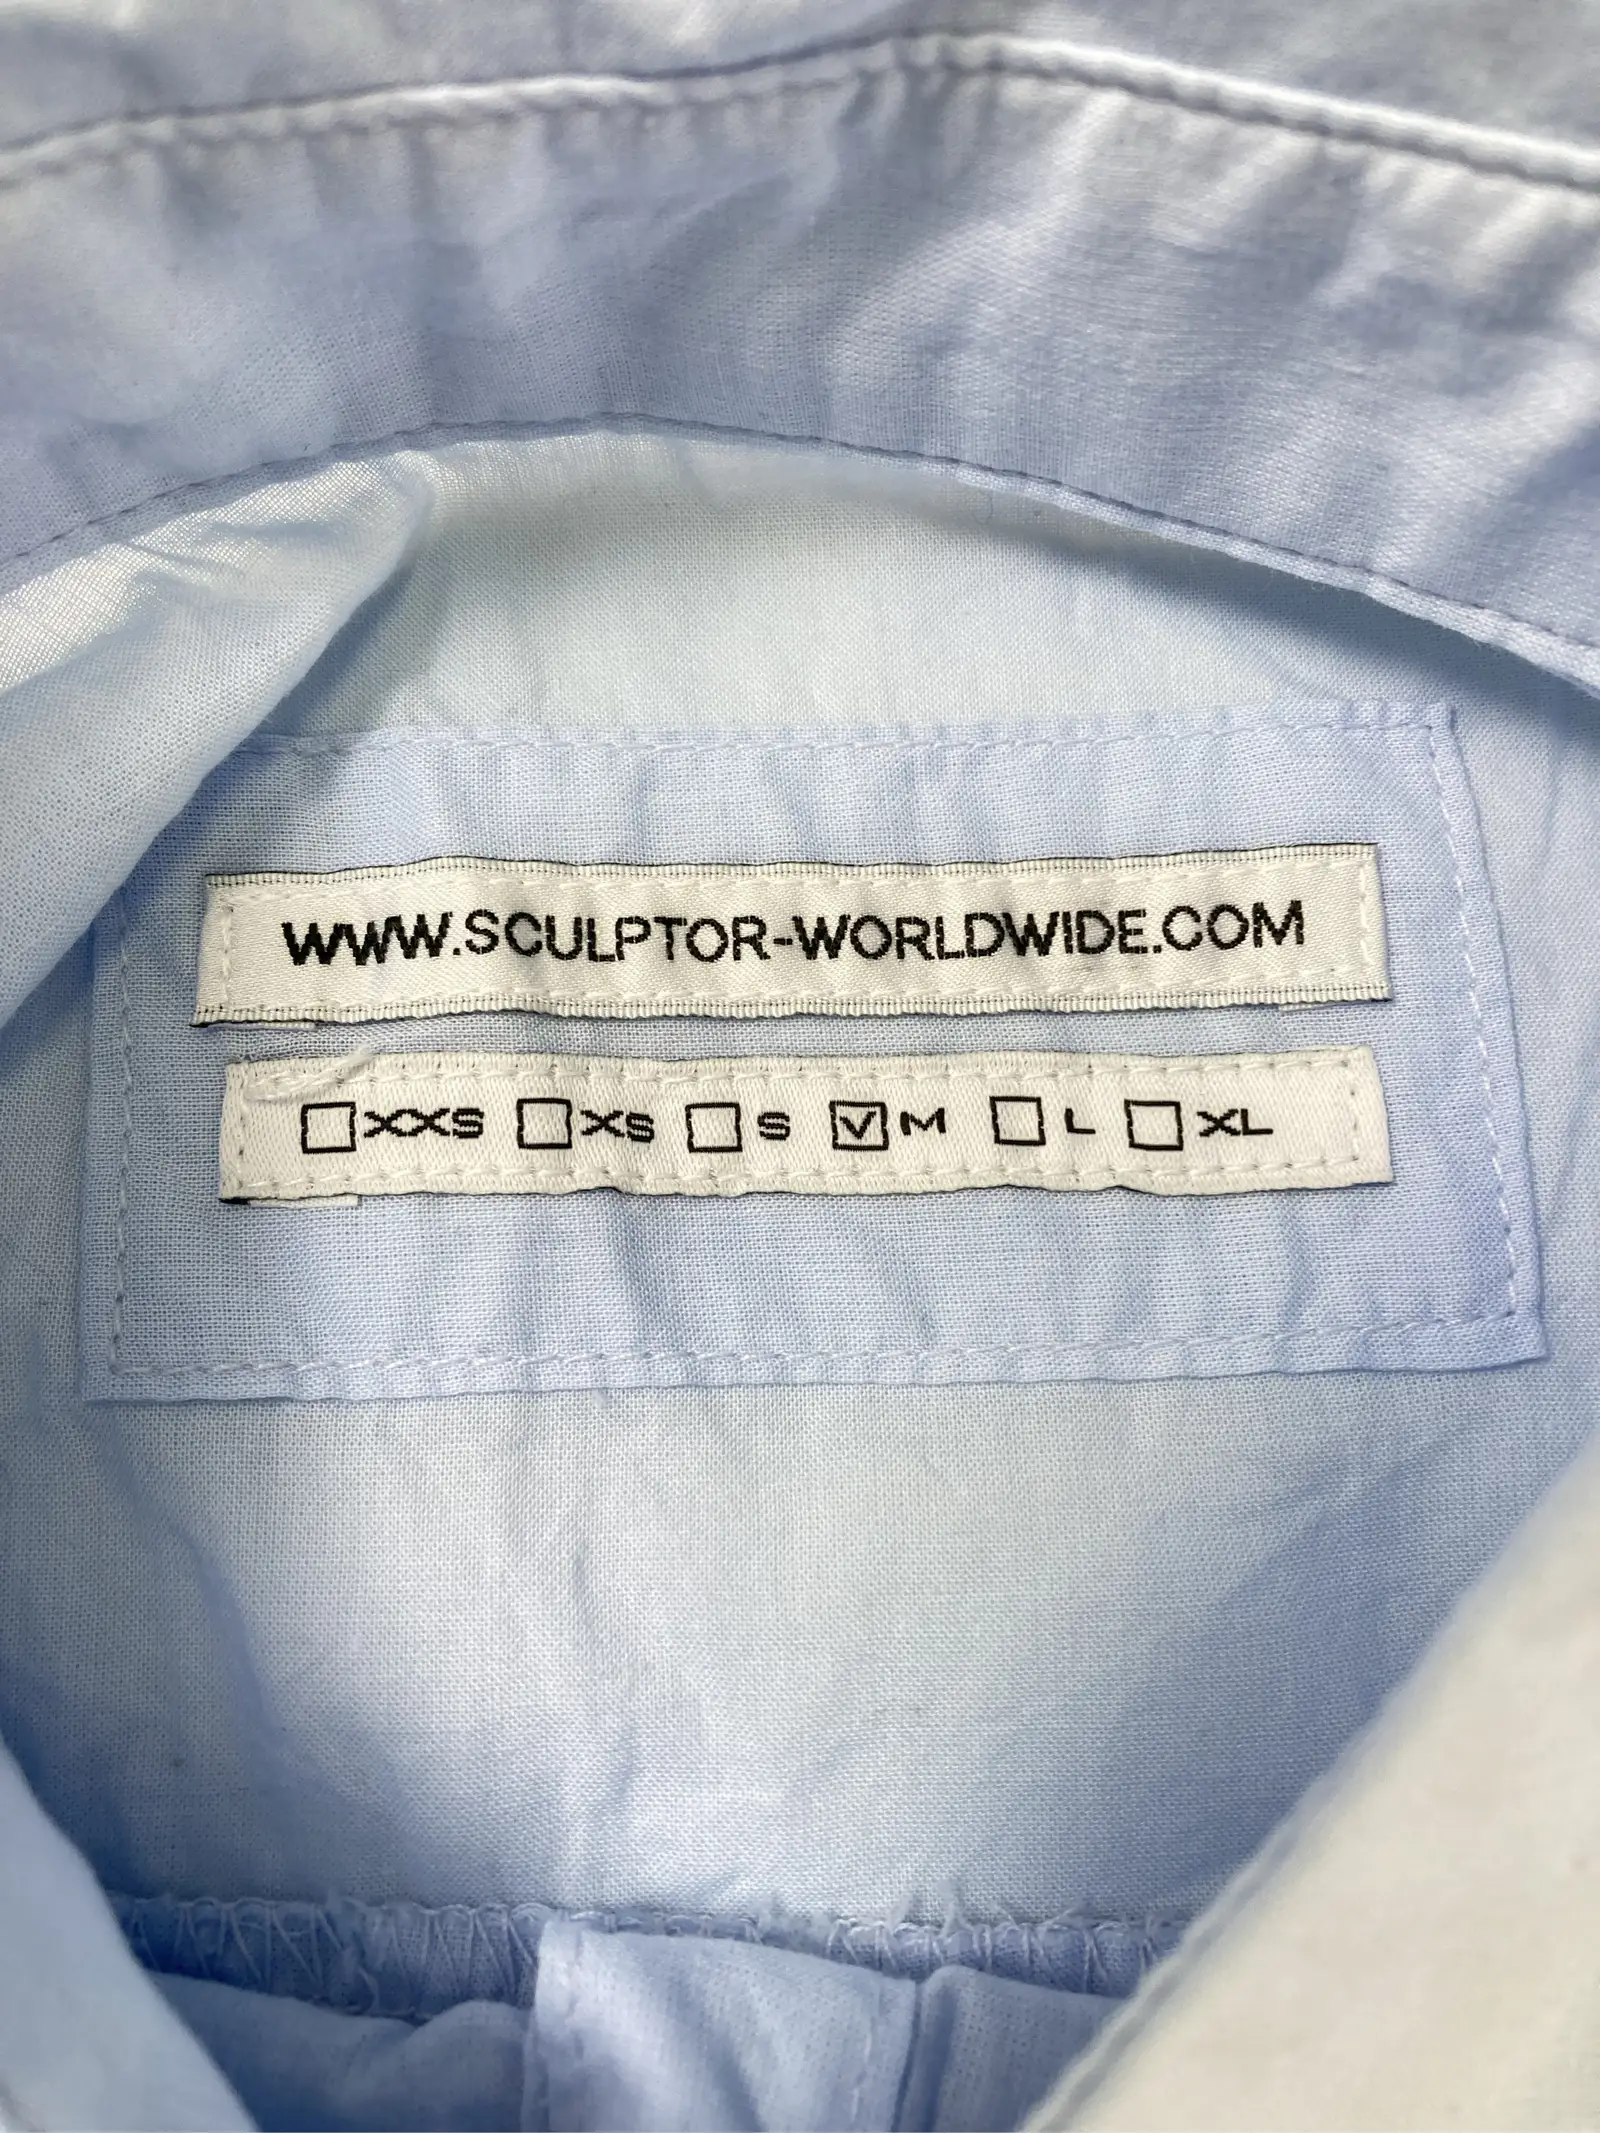 WWW.SCULPTOR-WORLDWIDE.COM
☐XXS ☐XS ☐S ☑M ☐L ☐XL